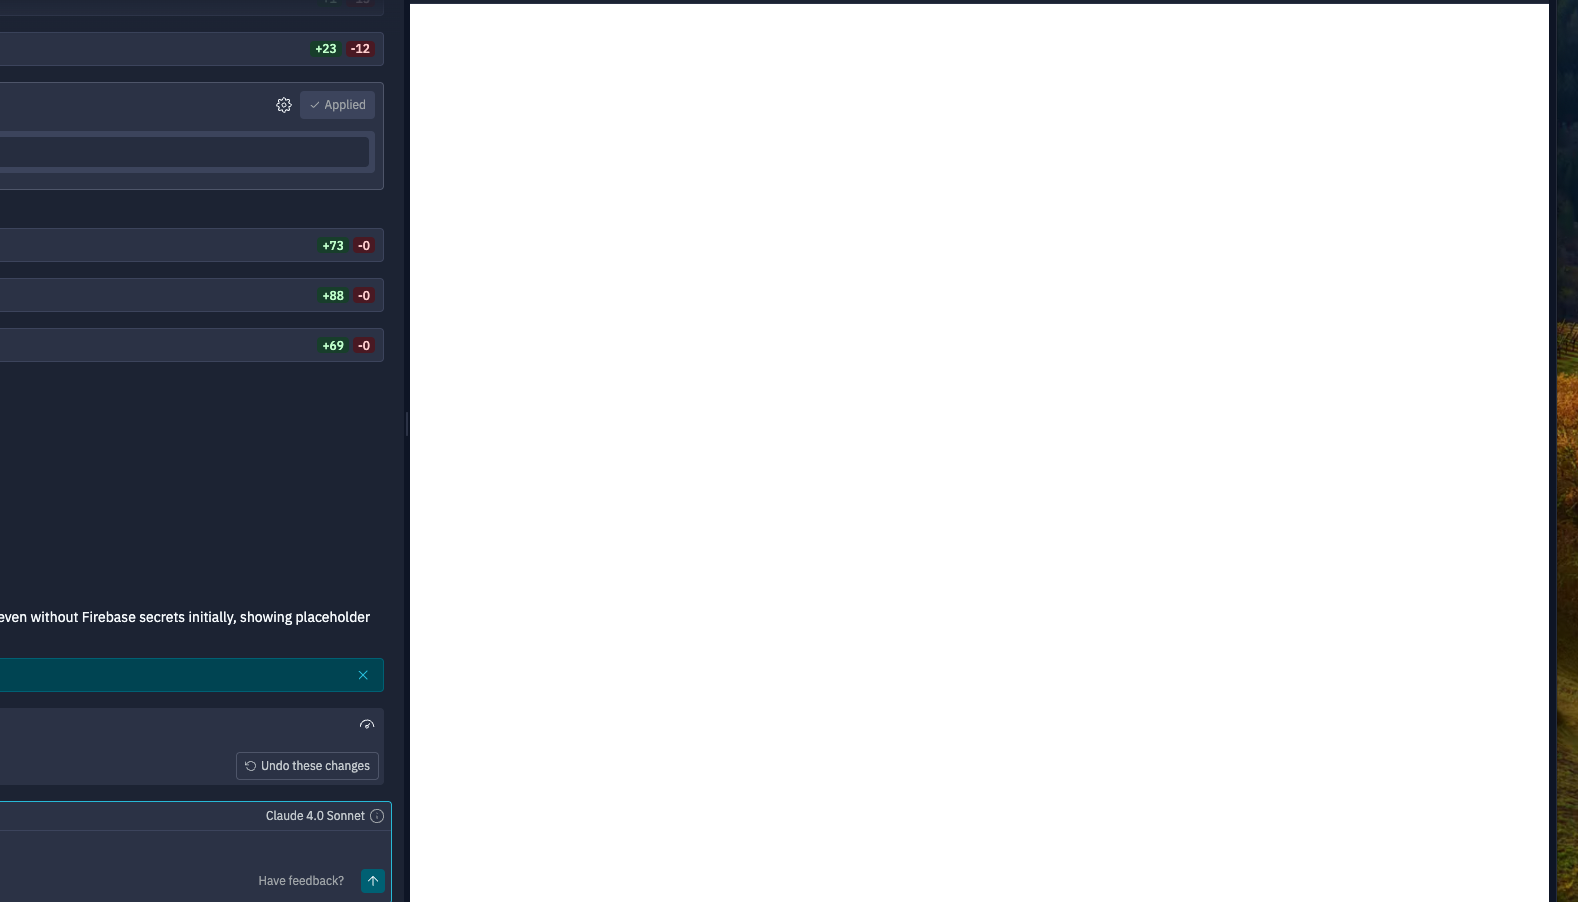 +23 -12
Applied
+73 -0
+88 -0
+69 -0
even without Firebase secrets initially, showing placeholder
Undo these changes
Claude 4.0 Sonnet
Have feedback?